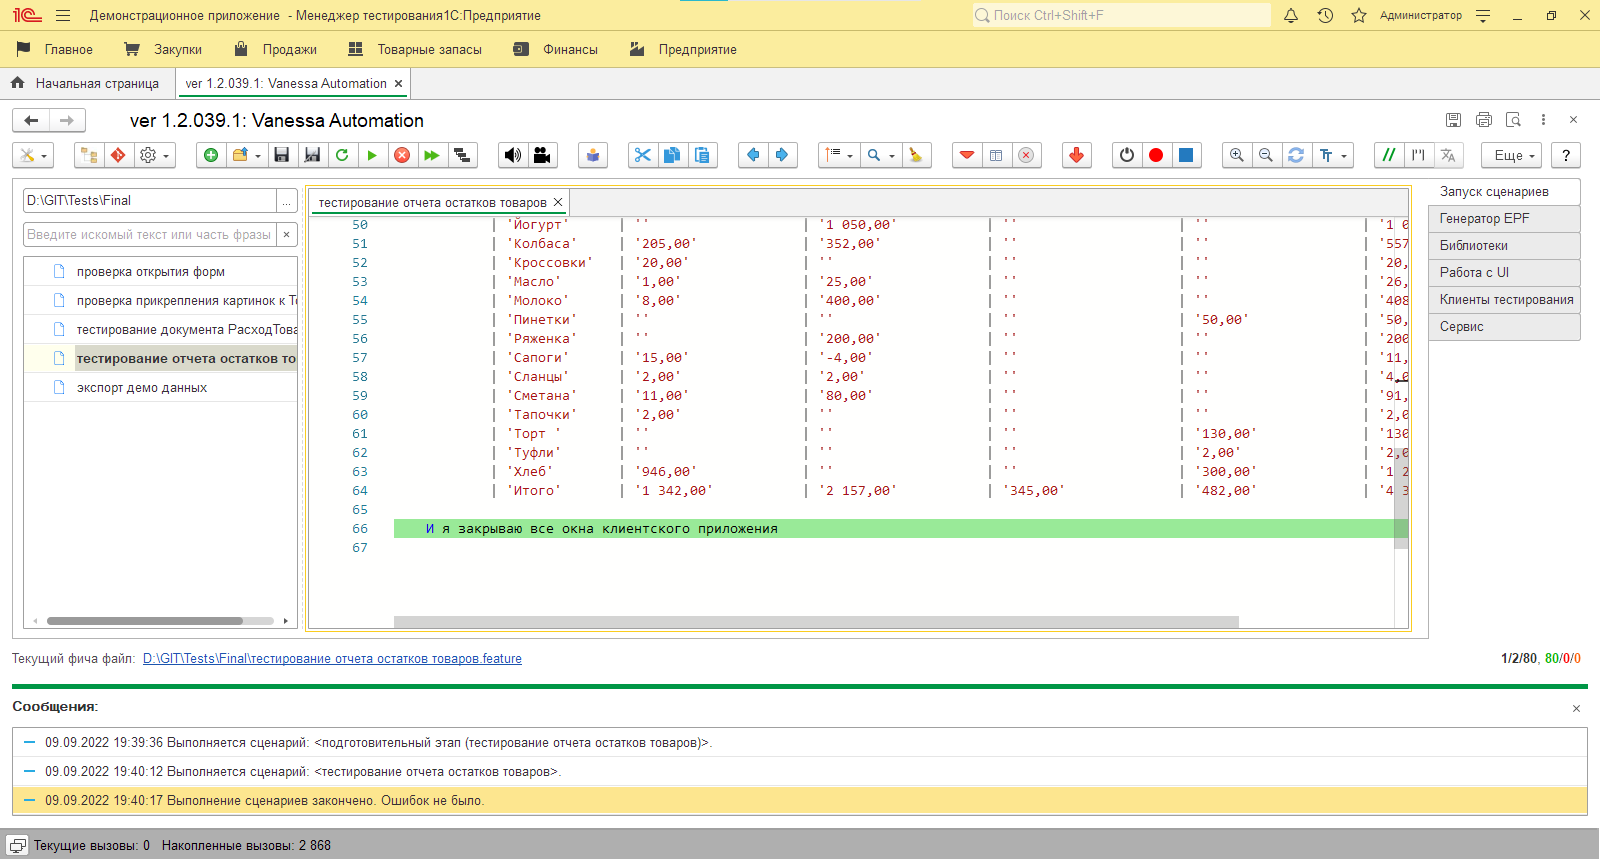 Демонстрационное приложение - Менеджер тестирования1С:Предприятие
Поиск Ctrl+Shift+F
Администратор
Главное Закупки Продажи Товарные запасы Финансы Предприятие
Начальная страница
ver 1.2.039.1: Vanessa Automation
ver 1.2.039.1: Vanessa Automation
Еще
?
D:\GIT\Tests\Final
...
Введите искомый текст или часть фразы
проверка открытия форм
проверка прикрепления картинок к То
тестирование документа РасходТова
тестирование отчета остатков то
экспорт демо данных
тестирование отчета остатков товаров
50 | 'Йогурт' | '' | '1 050,00' | '' | '' | '1 0
51 | 'Колбаса' | '205,00' | '352,00' | '' | '' | '557
52 | 'Кроссовки' | '20,00' | '' | '' | '' | '20,
53 | 'Масло' | '1,00' | '25,00' | '' | '' | '26,
54 | 'Молоко' | '8,00' | '400,00' | '' | '' | '408
55 | 'Пинетки' | '' | '' | '' | '50,00' | '50,
56 | 'Ряженка' | '' | '200,00' | '' | '' | '200
57 | 'Сапоги' | '15,00' | '-4,00' | '' | '' | '11,
58 | 'Сланцы' | '2,00' | '2,00' | '' | '' | '4,0
59 | 'Сметана' | '11,00' | '80,00' | '' | '' | '91,
60 | 'Тапочки' | '2,00' | '' | '' | '' | '2,0
61 | 'Торт ' | '' | '' | '' | '130,00' | '130
62 | 'Туфли' | '' | '' | '' | '2,00' | '2,0
63 | 'Хлеб' | '946,00' | '' | '' | '300,00' | '1 2
64 | 'Итого' | '1 342,00' | '2 157,00' | '345,00' | '482,00' | '4 3
65
66 И я закрываю все окна клиентского приложения
67
Запуск сценариев
Генератор EPF
Библиотеки
Работа с UI
Клиенты тестирования
Сервис
Текущий фича файл: D:\GIT\Tests\Final\тестирование отчета остатков товаров.feature
1/2/80, 80/0/0
Сообщения:
09.09.2022 19:39:36 Выполняется сценарий: <подготовительный этап (тестирование отчета остатков товаров)>.
09.09.2022 19:40:12 Выполняется сценарий: <тестирование отчета остатков товаров>.
09.09.2022 19:40:17 Выполнение сценариев закончено. Ошибок не было.
Текущие вызовы: 0 Накопленные вызовы: 2 868